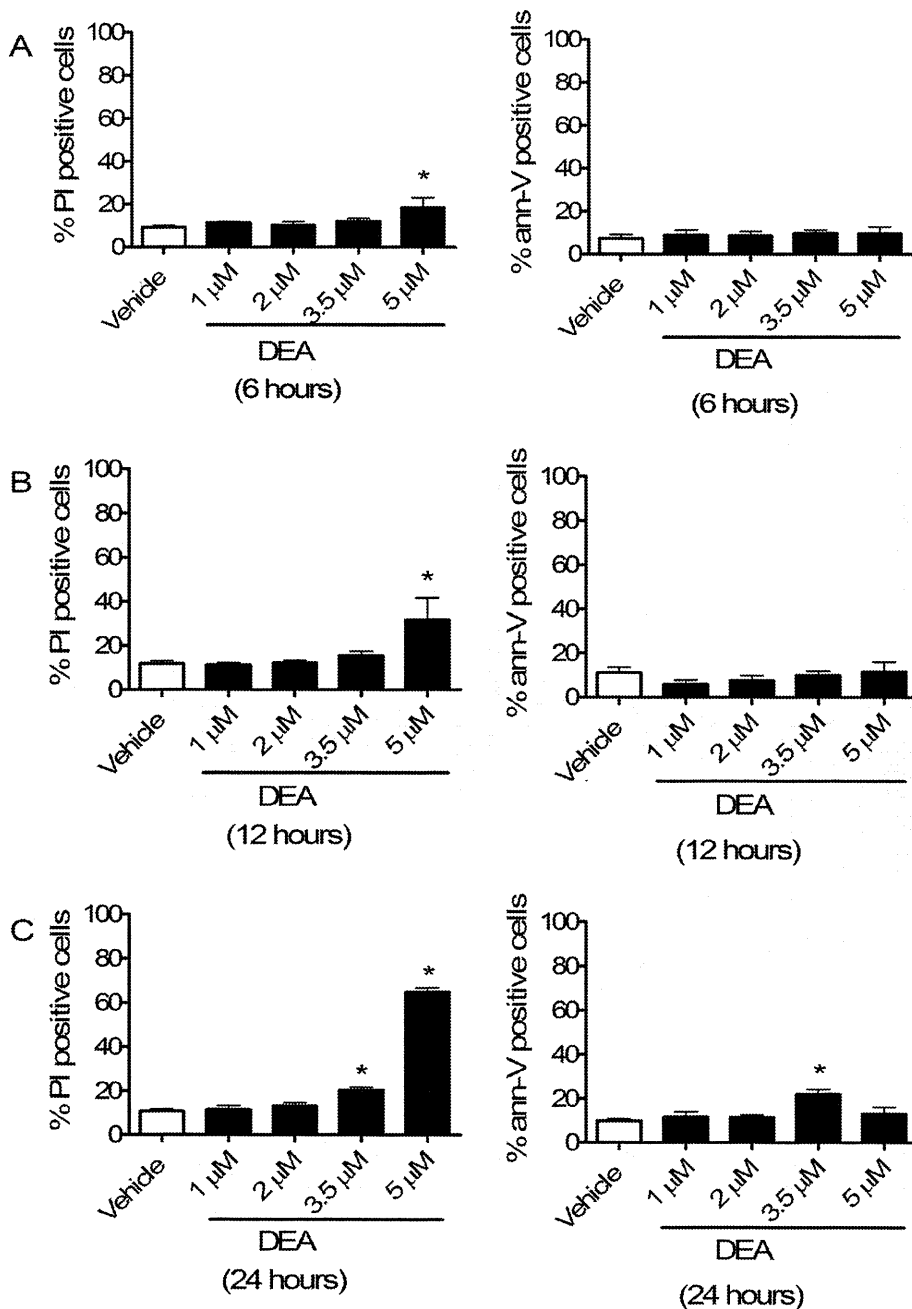 A
% PI positive cells
100
80
60
40
20
0
*
Vehicle
1 µM
2 µM
3.5 µM
5 µM
DEA
(6 hours)
% ann-V positive cells
100
80
60
40
20
0
Vehicle
1 µM
2 µM
3.5 µM
5 µM
DEA
(6 hours)
B
% PI positive cells
100
80
60
40
20
0
*
Vehicle
1 µM
2 µM
3.5 µM
5 µM
DEA
(12 hours)
% ann-V positive cells
100
80
60
40
20
0
Vehicle
1 µM
2 µM
3.5 µM
5 µM
DEA
(12 hours)
C
% PI positive cells
100
80
60
40
20
0
*
*
Vehicle
1 µM
2 µM
3.5 µM
5 µM
DEA
(24 hours)
% ann-V positive cells
100
80
60
40
20
0
*
Vehicle
1 µM
2 µM
3.5 µM
5 µM
DEA
(24 hours)